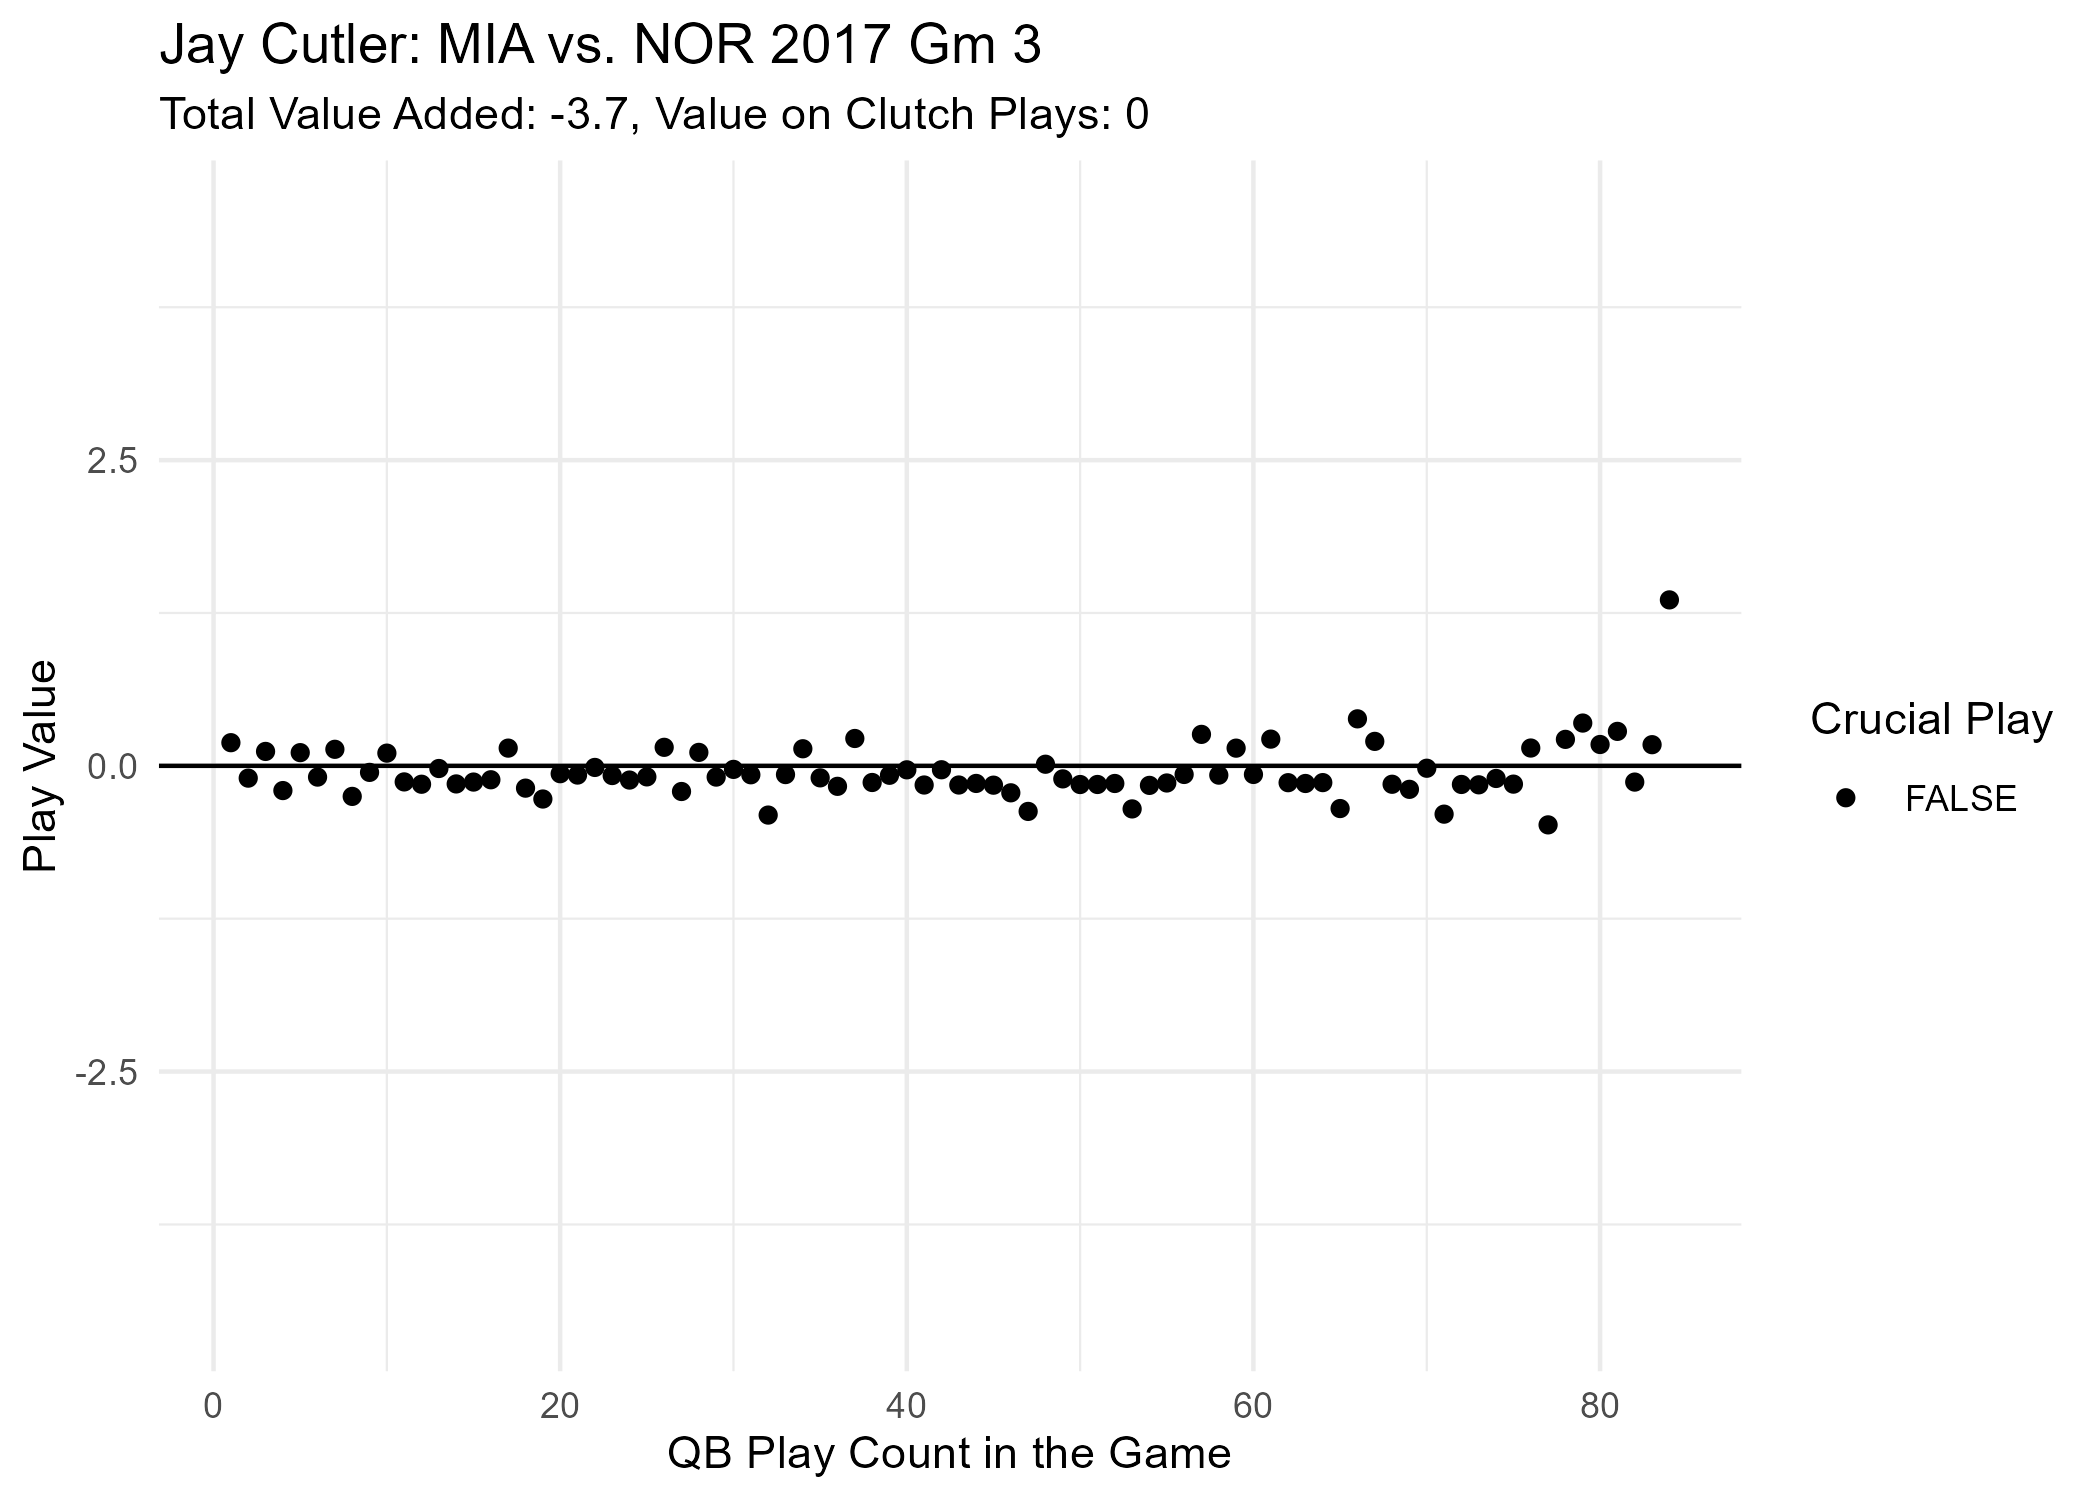 Jay Cutler: MIA vs. NOR 2017 Gm 3
Total Value Added: -3.7, Value on Clutch Plays: 0
2.5
0.0
-2.5
Play Value
0 20 40 60 80
QB Play Count in the Game
Crucial Play
FALSE